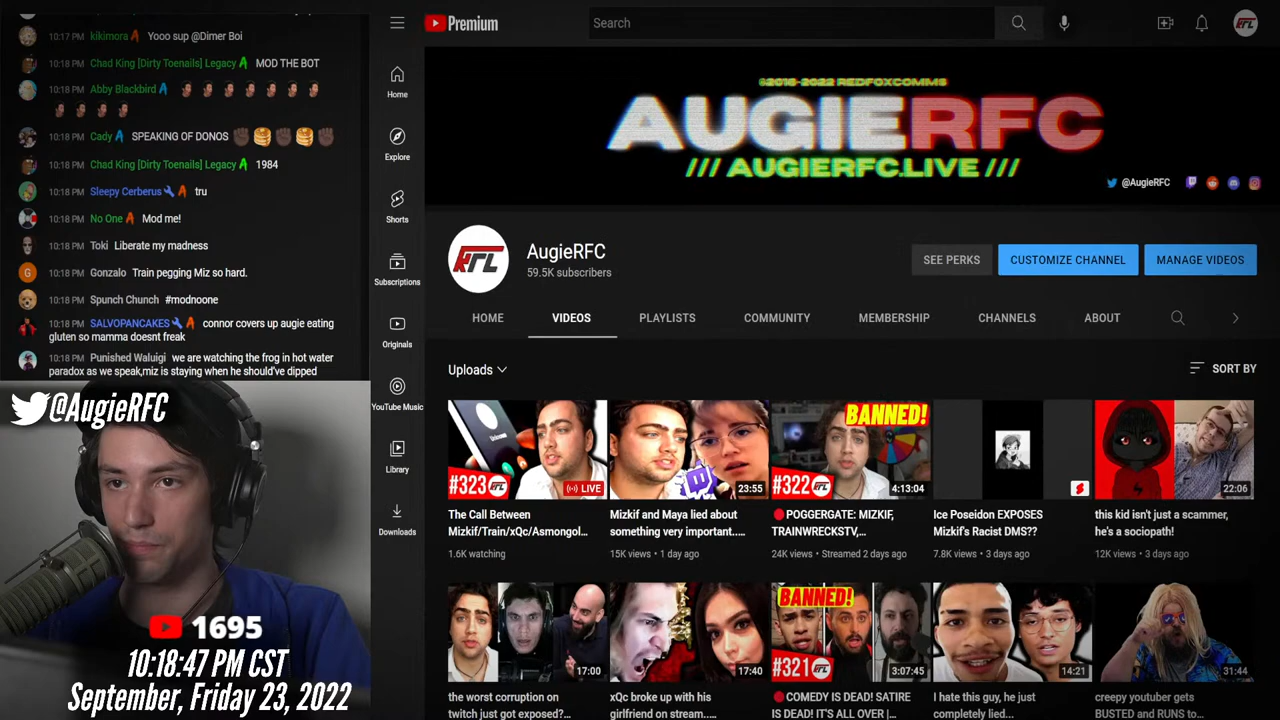 10:17 PM kikimora Yooo sup @Dimer Boi
10:18 PM Chad King [Dirty Toenails] Legacy MOD THE BOT
10:18 PM Abby Blackbird
10:18 PM Cady SPEAKING OF DONOS
10:18 PM Chad King [Dirty Toenails] Legacy 1984
10:18 PM Sleepy Cerberus tru
10:18 PM No One Mod me!
10:18 PM Toki Liberate my madness
10:18 PM Gonzalo Train pegging Miz so hard.
10:18 PM Spunch Chunch #modnoone
10:18 PM SALVOPANCAKES connor covers up augie eating
gluten so mamma doesnt freak
10:18 PM Punished Waluigi we are watching the frog in hot water
paradox as we speak,miz is staying when he should've dipped
@AugieRFC
1695
10:18:47 PM CST
September, Friday 23, 2022
Premium
Search
RFL
Home
Explore
Shorts
Subscriptions
Originals
YouTube Music
Library
Downloads
©2016-2022 REDFOXCOMMS
AUGIERFC
/// AUGIERFC.LIVE ///
@AugieRFC
RFL
AugieRFC
59.5K subscribers
SEE PERKS
CUSTOMIZE CHANNEL
MANAGE VIDEOS
HOME
VIDEOS
PLAYLISTS
COMMUNITY
MEMBERSHIP
CHANNELS
ABOUT
Uploads
SORT BY
#323
LIVE
The Call Between
Mizkif/Train/xQc/Asmongol...
1.6K watching
23:55
Mizkif and Maya lied about
something very important....
15K views • 1 day ago
BANNED!
#322
4:13:04
POGGERGATE: MIZKIF,
TRAINWRECKSTV,...
24K views • Streamed 2 days ago
Ice Poseidon EXPOSES
Mizkif's Racist DMS??
7.8K views • 3 days ago
22:06
this kid isn't just a scammer,
he's a sociopath!
12K views • 3 days ago
17:00
the worst corruption on
twitch just got exposed?...
17:40
xQc broke up with his
girlfriend on stream....
BANNED!
#321
3:07:45
COMEDY IS DEAD! SATIRE
IS DEAD! IT'S ALL OVER |...
14:21
I hate this guy, he just
completely lied...
31:44
creepy youtuber gets
BUSTED and RUNS to...